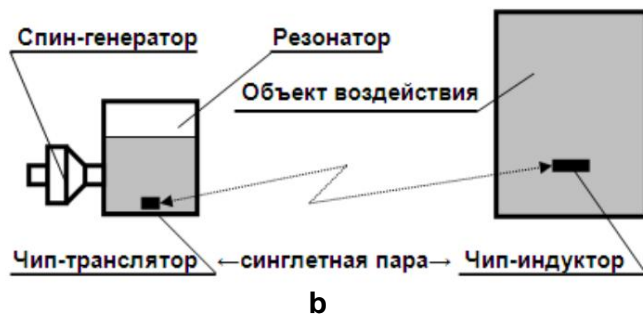 Спин-генератор
Резонатор
Объект воздействия
Чип-транслятор ←синглетная пара→ Чип-индуктор
b